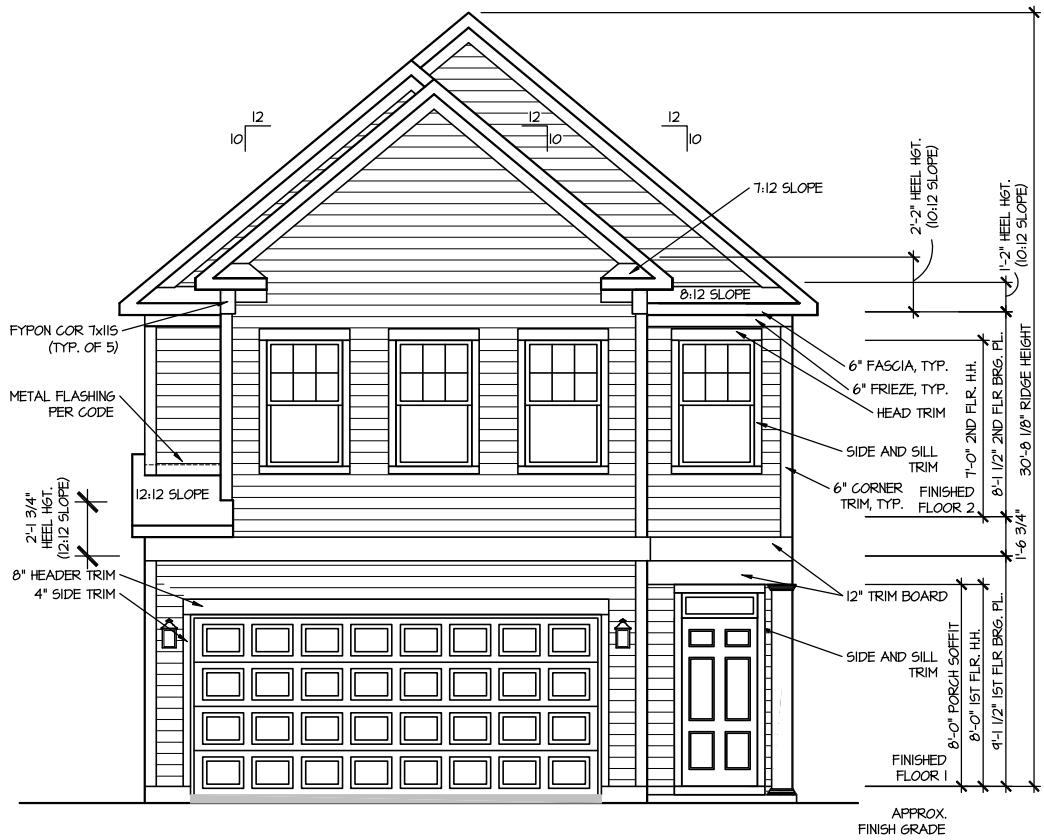 12
10
12
10
12
10
7:12 SLOPE
2'-2" HEEL HGT.
(10:12 SLOPE)
1'-2" HEEL HGT.
(10:12 SLOPE)
8:12 SLOPE
FYPON COR 7x11S
(TYP. OF 5)
6" FASCIA, TYP.
6" FRIEZE, TYP.
HEAD TRIM
METAL FLASHING
PER CODE
SIDE AND SILL
TRIM
6" CORNER
TRIM, TYP.
FINISHED
FLOOR 2
7'-0" 2ND FLR. H.H.
8'-1 1/2" 2ND FLR BRG. PL.
30'-8 1/8" RIDGE HEIGHT
12:12 SLOPE
2'-1 3/4"
HEEL HGT.
(12:12 SLOPE)
1'-6 3/4"
8" HEADER TRIM
4" SIDE TRIM
12" TRIM BOARD
SIDE AND SILL
TRIM
8'-0" PORCH SOFFIT
8'-0" 1ST FLR. H.H.
9'-1 1/2" 1ST FLR BRG. PL.
FINISHED
FLOOR 1
APPROX.
FINISH GRADE